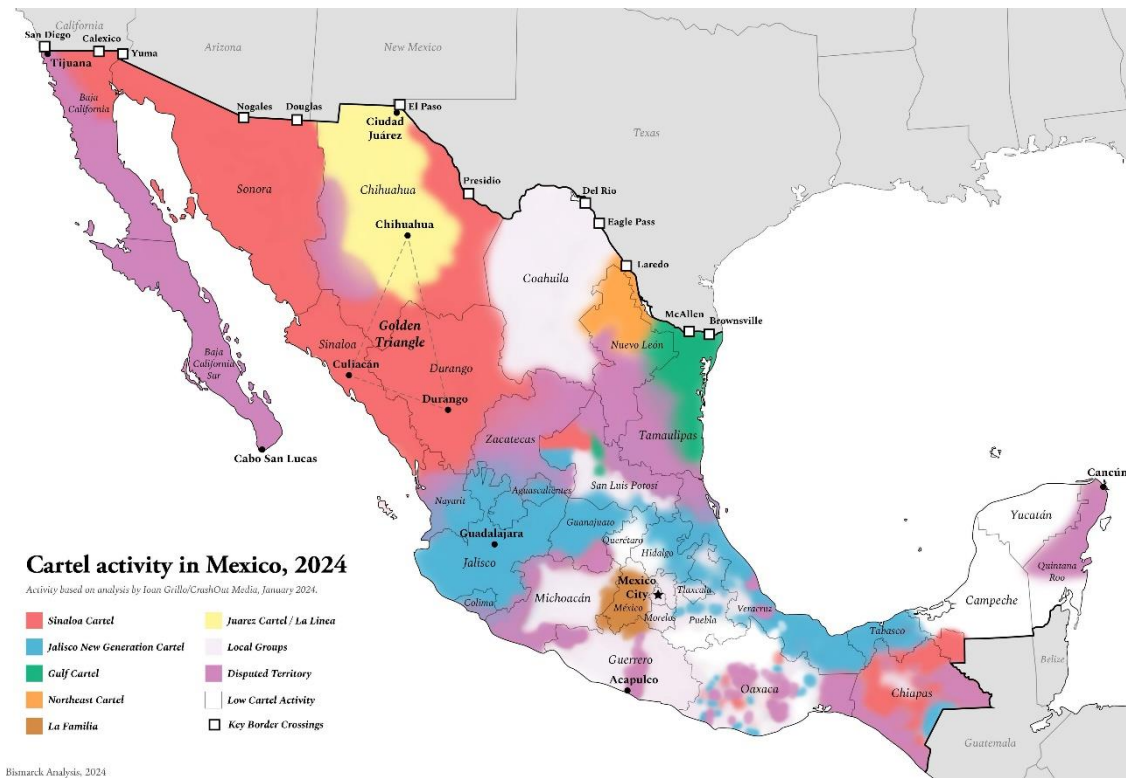 California
San Diego
Calexico
Yuma
Tijuana
Arizona
New Mexico
Baja
California
Nogales
Douglas
El Paso
Ciudad
Juárez
Texas
Sonora
Chihuahua
Presidio
Del Rio
Chihuahua
Eagle Pass
Coahuila
Laredo
McAllen
Brownsville
Golden
Triangle
Nuevo León
Sinaloa
Baja
California
Sur
Culiacán
Durango
Durango
Zacatecas
Tamaulipas
Cabo San Lucas
San Luis Potosí
Nayarit
Aguascalientes
Cancún
Yucatán
Guanajuato
Guadalajara
Querétaro
Hidalgo
Jalisco
Quintana
Roo
Mexico
City
Tlaxcala
Michoacán
México
Campeche
Colima
Morelos
Puebla
Veracruz
Tabasco
Belize
Guerrero
Acapulco
Oaxaca
Chiapas
Guatemala
Cartel activity in Mexico, 2024
Activity based on analysis by Ioan Grillo/CrashOut Media, January 2024.
Sinaloa Cartel
Jalisco New Generation Cartel
Gulf Cartel
Northeast Cartel
La Familia
Juarez Cartel / La Linea
Local Groups
Disputed Territory
Low Cartel Activity
Key Border Crossings
Bismarck Analysis, 2024